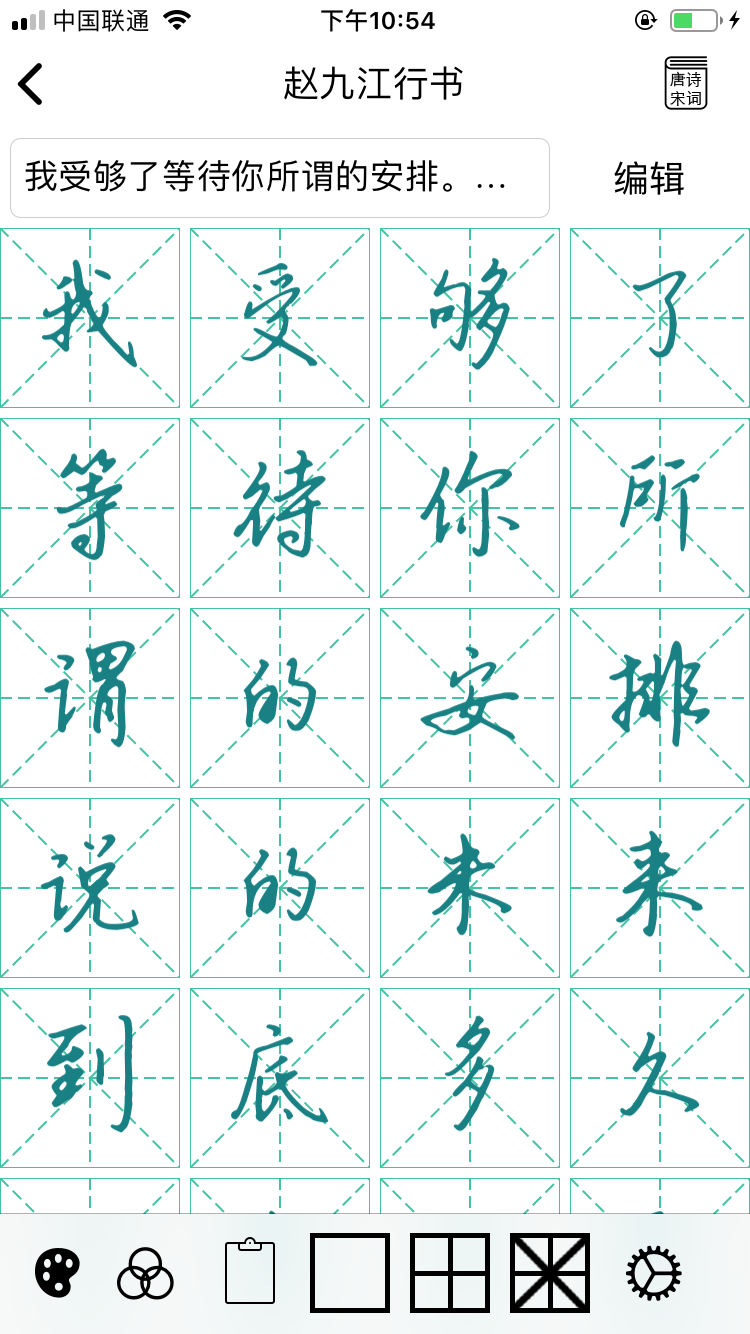 中国联通 下午10:54
赵九江行书
唐诗
宋词
我受够了等待你所谓的安排。...
编辑
我受够了
等待你所
谓的安排
说的未来
到底多久